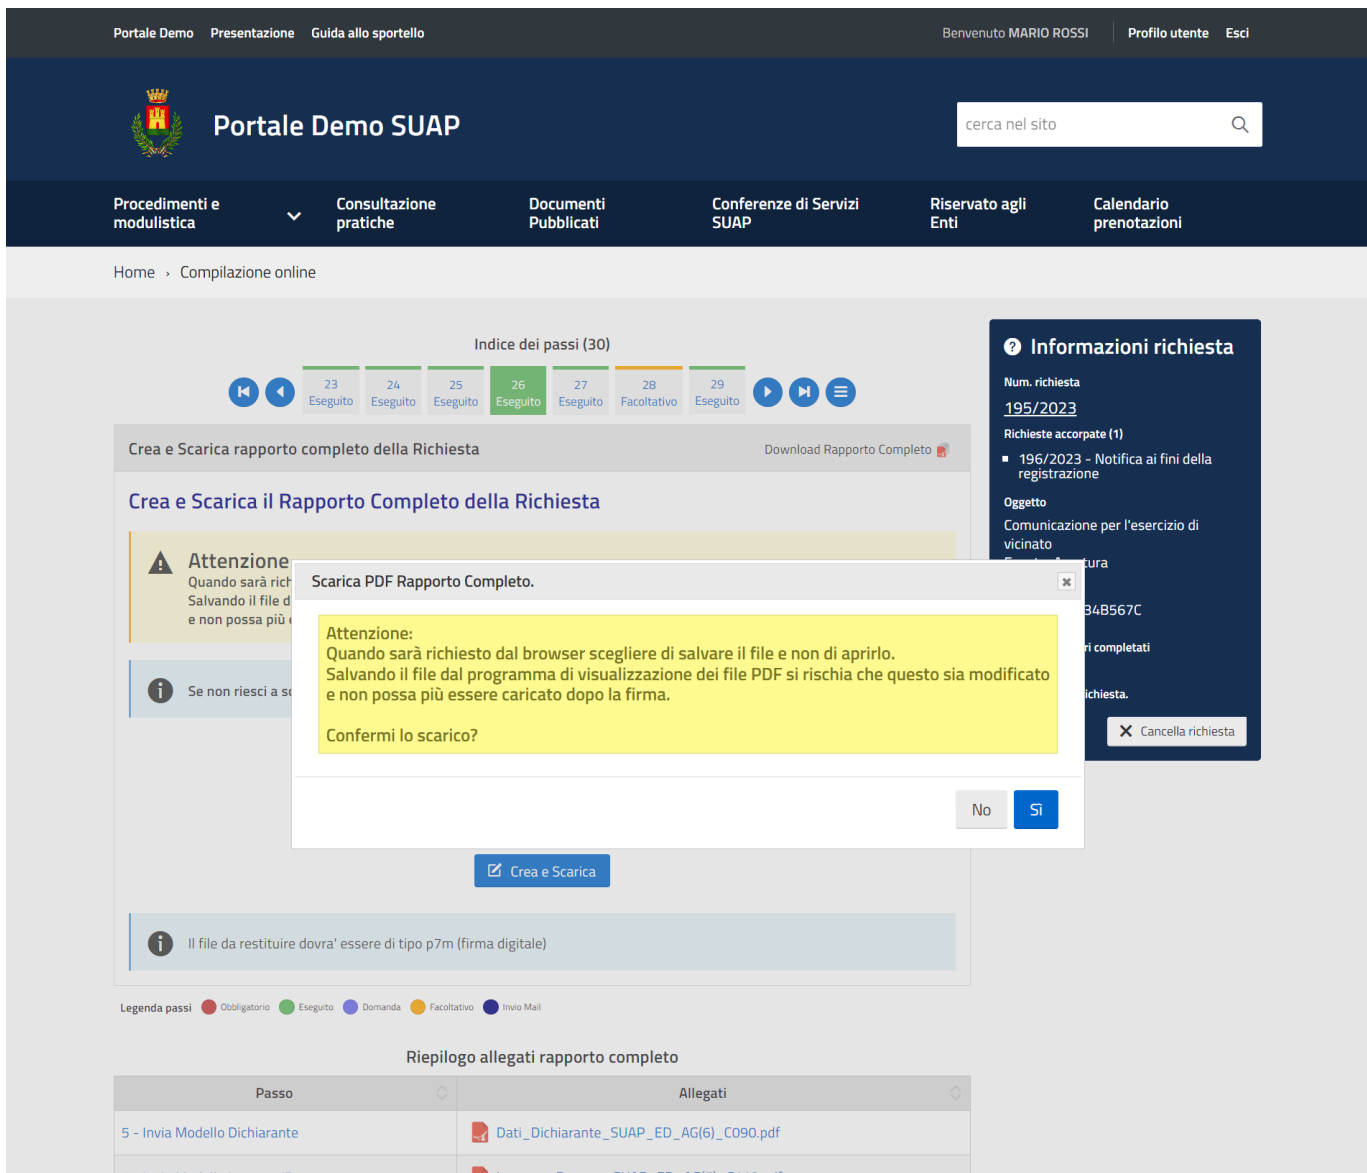 Portale Demo Presentazione Guida allo sportello
Benvenuto MARIO ROSSI Profilo utente Esci
Portale Demo SUAP
cerca nel sito
Procedimenti e modulistica
Consultazione pratiche
Documenti Pubblicati
Conferenze di Servizi SUAP
Riservato agli Enti
Calendario prenotazioni
Home › Compilazione online
Indice dei passi (30)
23 Eseguito
24 Eseguito
25 Eseguito
26 Eseguito
27 Eseguito
28 Facoltativo
29 Eseguito
Crea e Scarica rapporto completo della Richiesta
Download Rapporto Completo
Crea e Scarica il Rapporto Completo della Richiesta
Attenzione
Quando sarà rich
Salvando il file d
e non possa più
Se non riesci a s
Scarica PDF Rapporto Completo.
Attenzione:
Quando sarà richiesto dal browser scegliere di salvare il file e non di aprirlo.
Salvando il file dal programma di visualizzazione dei file PDF si rischia che questo sia modificato
e non possa più essere caricato dopo la firma.
Confermi lo scarico?
No
Sì
Crea e Scarica
Il file da restituire dovra' essere di tipo p7m (firma digitale)
Legenda passi Obbligatorio Eseguito Domanda Facoltativo Invio Mail
Informazioni richiesta
Num. richiesta
195/2023
Richieste accorpate (1)
196/2023 - Notifica ai fini della
registrazione
Oggetto
Comunicazione per l'esercizio di
vicinato
tura
34B567C
ri completati
ichiesta.
Cancella richiesta
Riepilogo allegati rapporto completo
Passo
Allegati
5 - Invia Modello Dichiarante
Dati_Dichiarante_SUAP_ED_AG(6)_C090.pdf